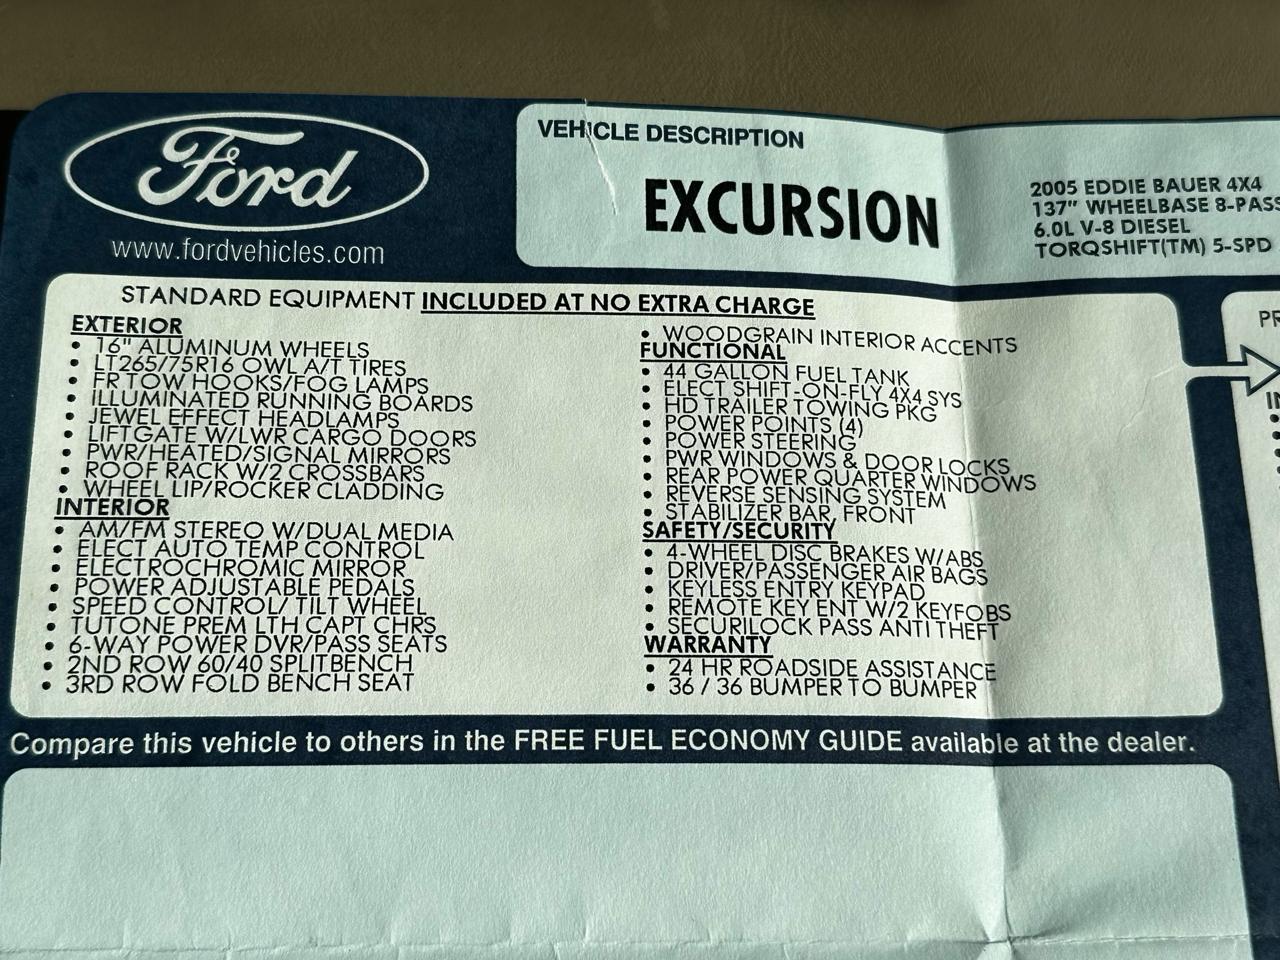 Ford
www.fordvehicles.com
VEHICLE DESCRIPTION
EXCURSION
2005 EDDIE BAUER 4X4
137" WHEELBASE 8-PASS
6.0L V-8 DIESEL
TORQSHIFT(TM) 5-SPD
STANDARD EQUIPMENT INCLUDED AT NO EXTRA CHARGE
EXTERIOR
• 16" ALUMINUM WHEELS
• LT265/75R16 OWL A/T TIRES
• FR TOW HOOKS/FOG LAMPS
• ILLUMINATED RUNNING BOARDS
• JEWEL EFFECT HEADLAMPS
• LIFTGATE W/LWR CARGO DOORS
• PWR/HEATED/SIGNAL MIRRORS
• ROOF RACK W/2 CROSSBARS
• WHEEL LIP/ROCKER CLADDING
INTERIOR
• AM/FM STEREO W/DUAL MEDIA
• ELECT AUTO TEMP CONTROL
• ELECTROCHROMIC MIRROR
• POWER ADJUSTABLE PEDALS
• SPEED CONTROL/ TILT WHEEL
• TUTONE PREM LTH CAPT CHRS
• 6-WAY POWER DVR/PASS SEATS
• 2ND ROW 60/40 SPLITBENCH
• 3RD ROW FOLD BENCH SEAT
• WOODGRAIN INTERIOR ACCENTS
FUNCTIONAL
• 44 GALLON FUEL TANK
• ELECT SHIFT-ON-FLY 4X4 SYS
• HD TRAILER TOWING PKG
• POWER POINTS (4)
• POWER STEERING
• PWR WINDOWS & DOOR LOCKS
• REAR POWER QUARTER WINDOWS
• REVERSE SENSING SYSTEM
• STABILIZER BAR, FRONT
SAFETY/SECURITY
• 4-WHEEL DISC BRAKES W/ABS
• DRIVER/PASSENGER AIR BAGS
• KEYLESS ENTRY KEYPAD
• REMOTE KEY ENT W/2 KEYFOBS
• SECURILOCK PASS ANTI THEFT
WARRANTY
• 24 HR ROADSIDE ASSISTANCE
• 36 / 36 BUMPER TO BUMPER
PR
IN
Compare this vehicle to others in the FREE FUEL ECONOMY GUIDE available at the dealer.